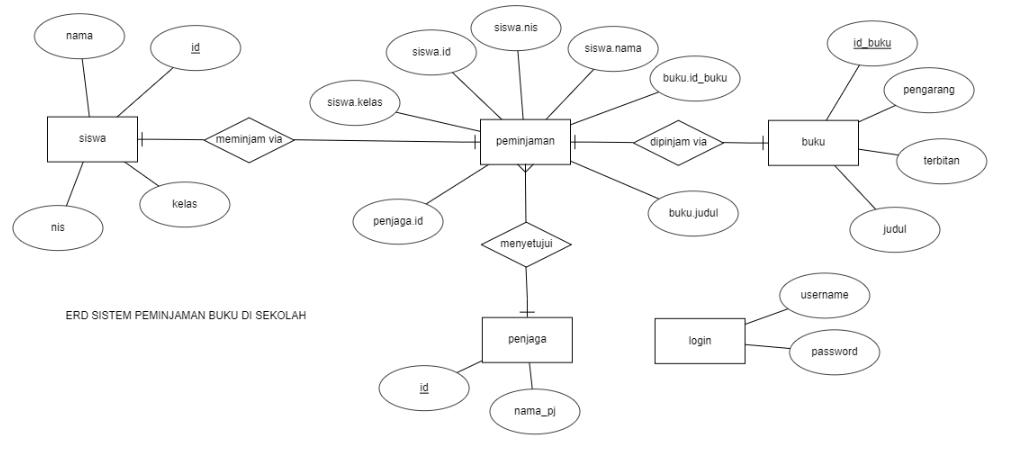 nama
id
siswa
nis
kelas
meminjam via
siswa.kelas
siswa.id
siswa.nis
siswa.nama
buku.id_buku
peminjaman
penjaga.id
buku.judul
dipinjam via
buku
id_buku
pengarang
terbitan
judul
menyetujui
penjaga
id
nama_pj
login
username
password
ERD SISTEM PEMINJAMAN BUKU DI SEKOLAH